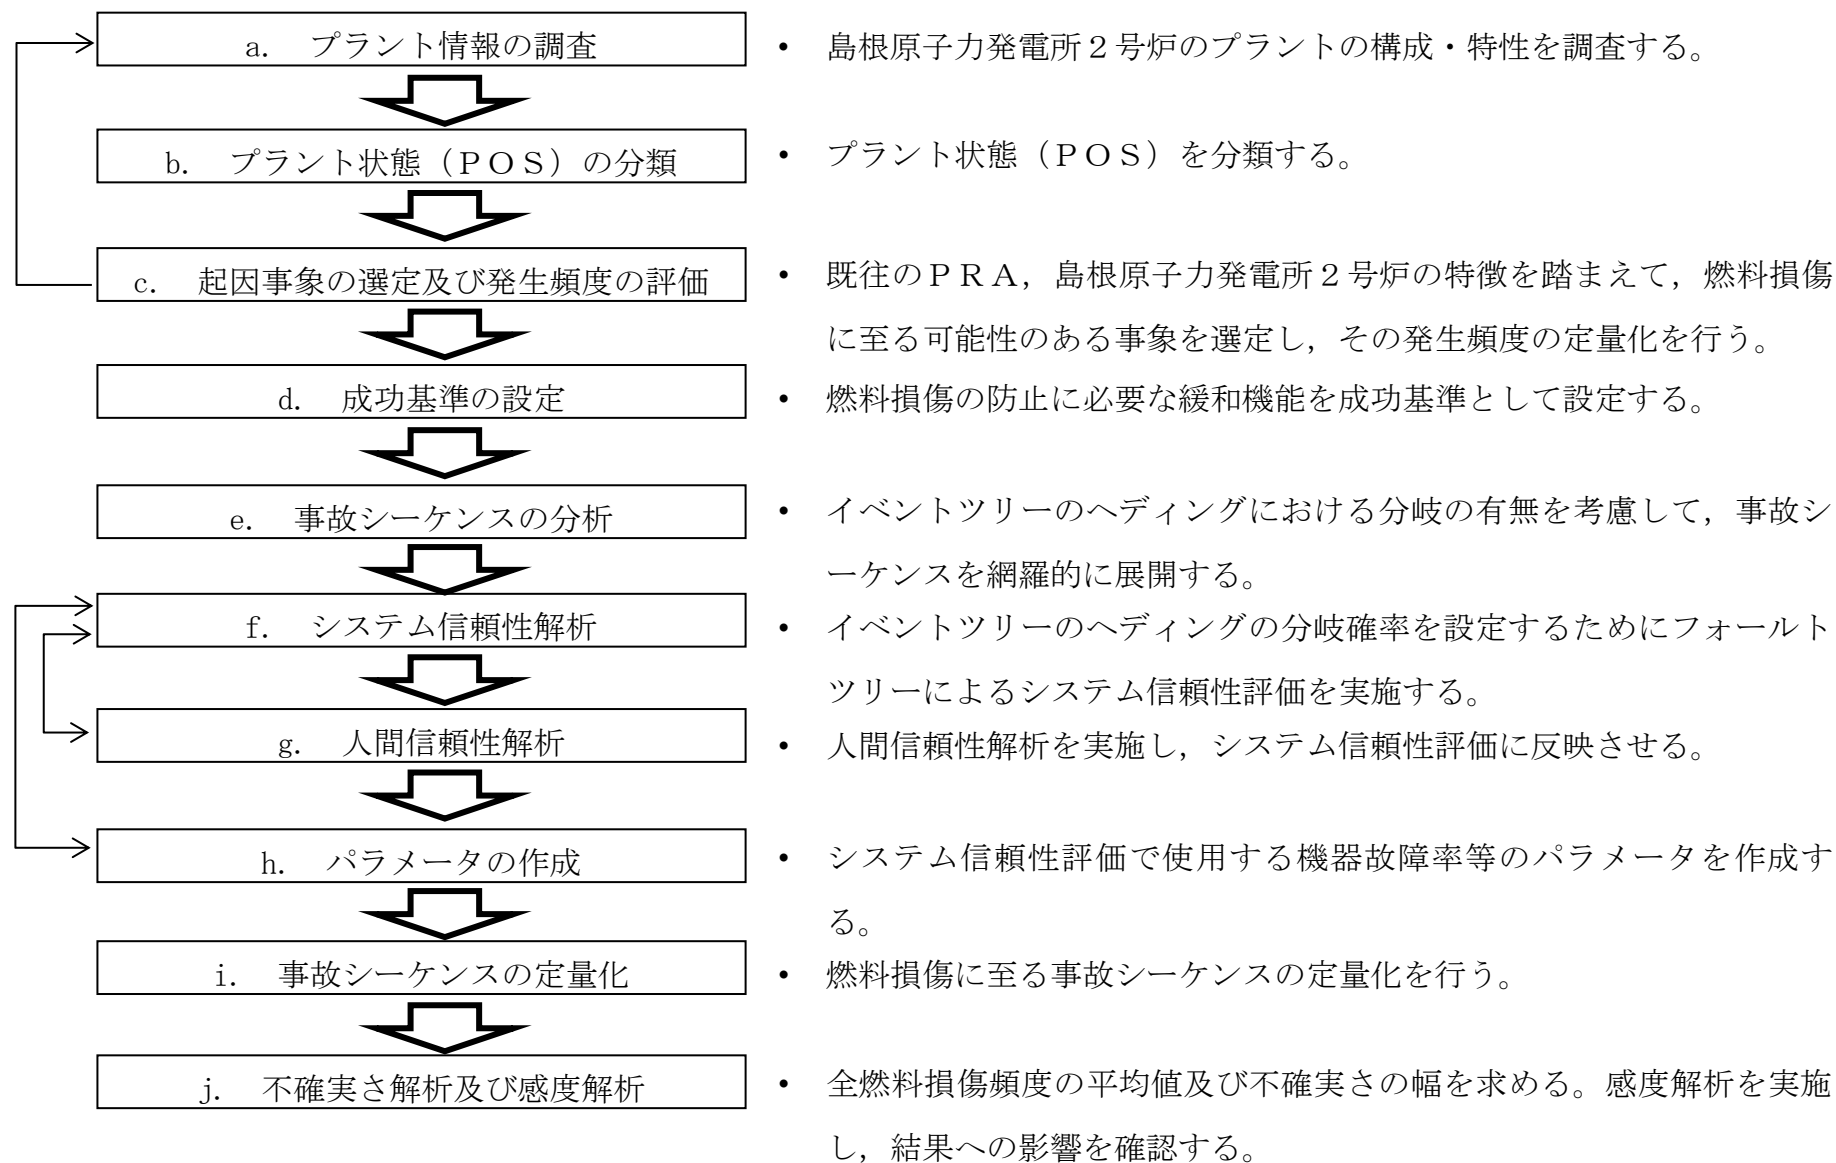 a. プラント情報の調査
• 島根原子力発電所２号炉のプラントの構成・特性を調査する。
b. プラント状態（ＰＯＳ）の分類
• プラント状態（ＰＯＳ）を分類する。
c. 起因事象の選定及び発生頻度の評価
• 既往のＰＲＡ，島根原子力発電所２号炉の特徴を踏まえて，燃料損傷
に至る可能性のある事象を選定し，その発生頻度の定量化を行う。
d. 成功基準の設定
• 燃料損傷の防止に必要な緩和機能を成功基準として設定する。
e. 事故シーケンスの分析
• イベントツリーのヘディングにおける分岐の有無を考慮して，事故シ
ーケンスを網羅的に展開する。
f. システム信頼性解析
• イベントツリーのヘディングの分岐確率を設定するためにフォールト
ツリーによるシステム信頼性評価を実施する。
g. 人間信頼性解析
• 人間信頼性解析を実施し，システム信頼性評価に反映させる。
h. パラメータの作成
• システム信頼性評価で使用する機器故障率等のパラメータを作成す
る。
i. 事故シーケンスの定量化
• 燃料損傷に至る事故シーケンスの定量化を行う。
j. 不確実さ解析及び感度解析
• 全燃料損傷頻度の平均値及び不確実さの幅を求める。感度解析を実施
し，結果への影響を確認する。